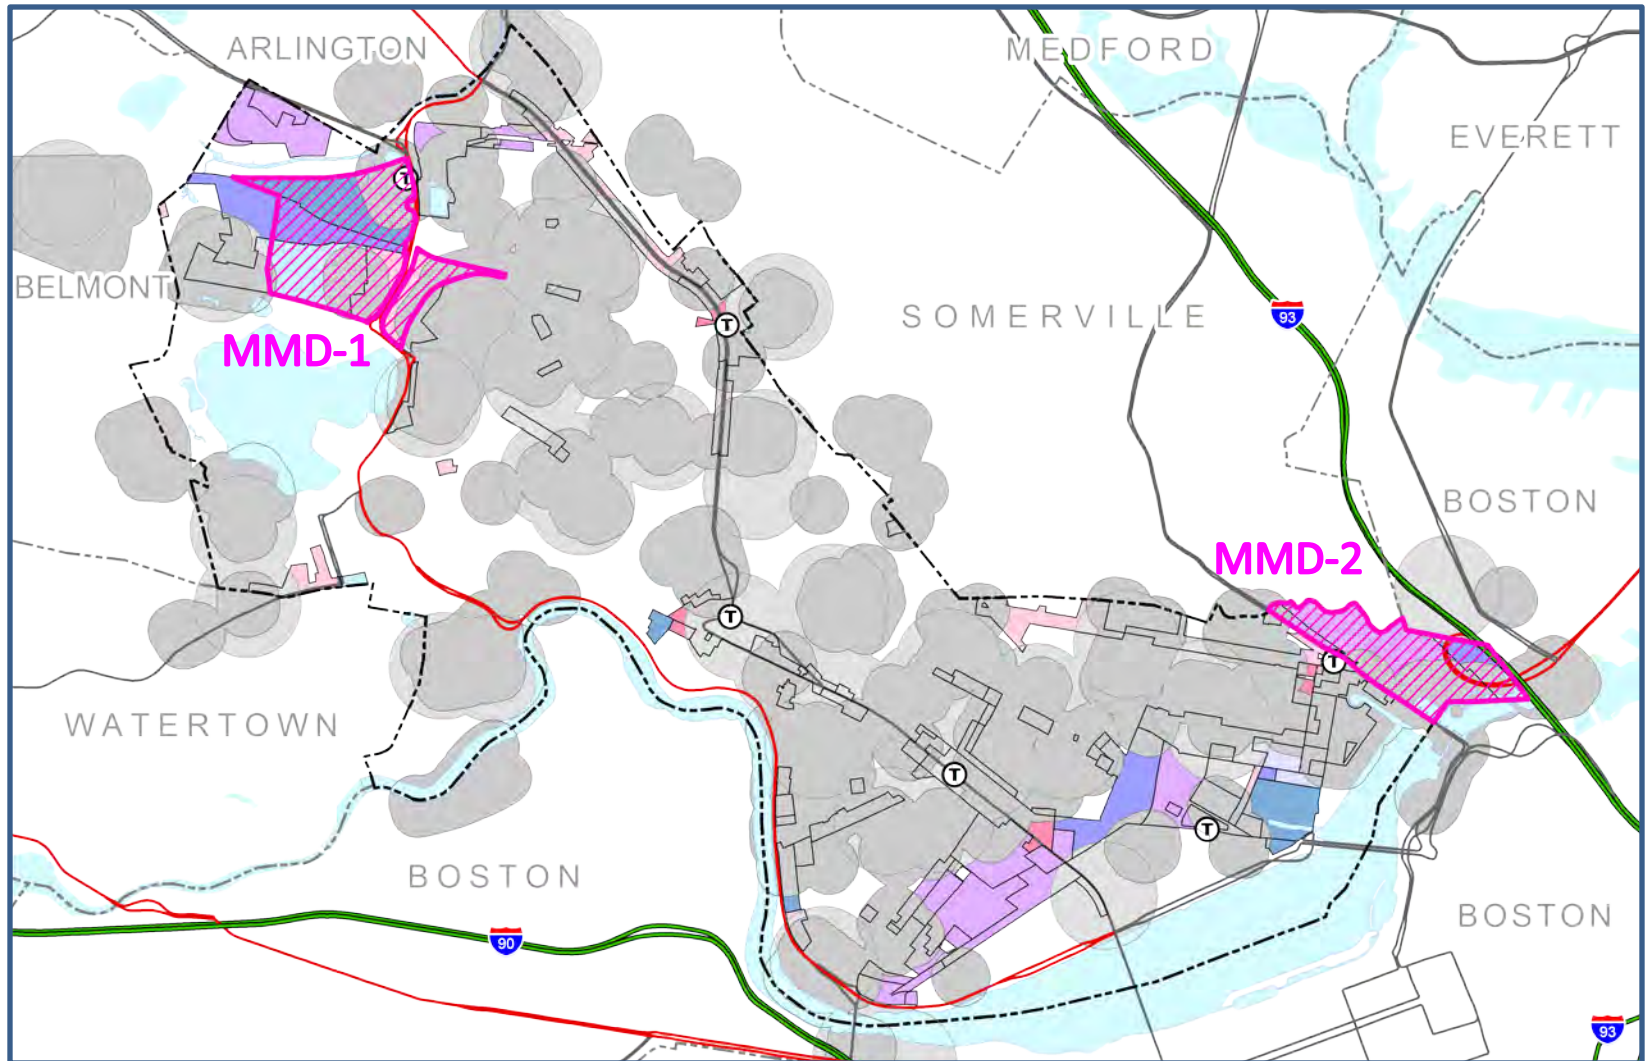 ARLINGTON
MEDFORD
EVERETT
T
BELMONT
SOMERVILLE
93
T
MMD-1
BOSTON
MMD-2
T
T
WATERTOWN
T
T
BOSTON
BOSTON
90
93